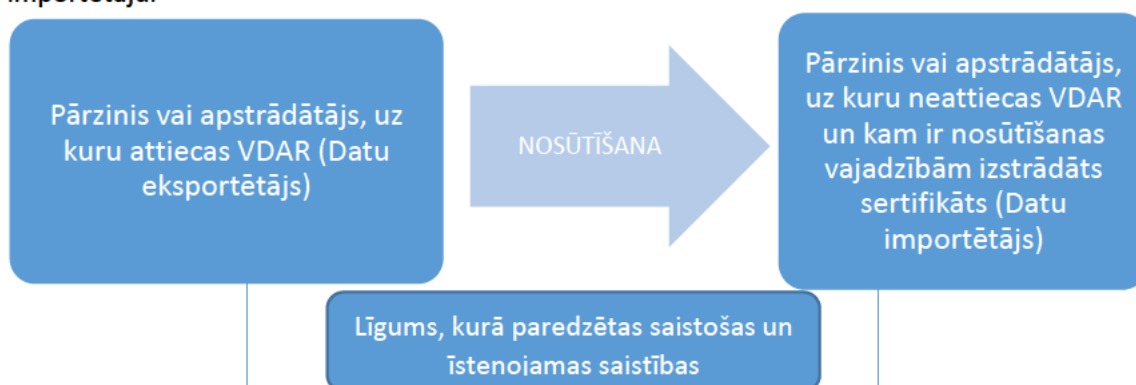 Pārzinis vai apstrādātājs, uz
kuru attiecas VDAR (Datu
eksportētājs)
NOSŪTĪŠANA
Pārzinis vai apstrādātājs,
uz kuru neattiecas VDAR
un kam ir nosūtīšanas
vajadzībām izstrādāts
sertifikāts (Datu
importētājs)
Līgums, kurā paredzētas saistošas un
īstenojamas saistības